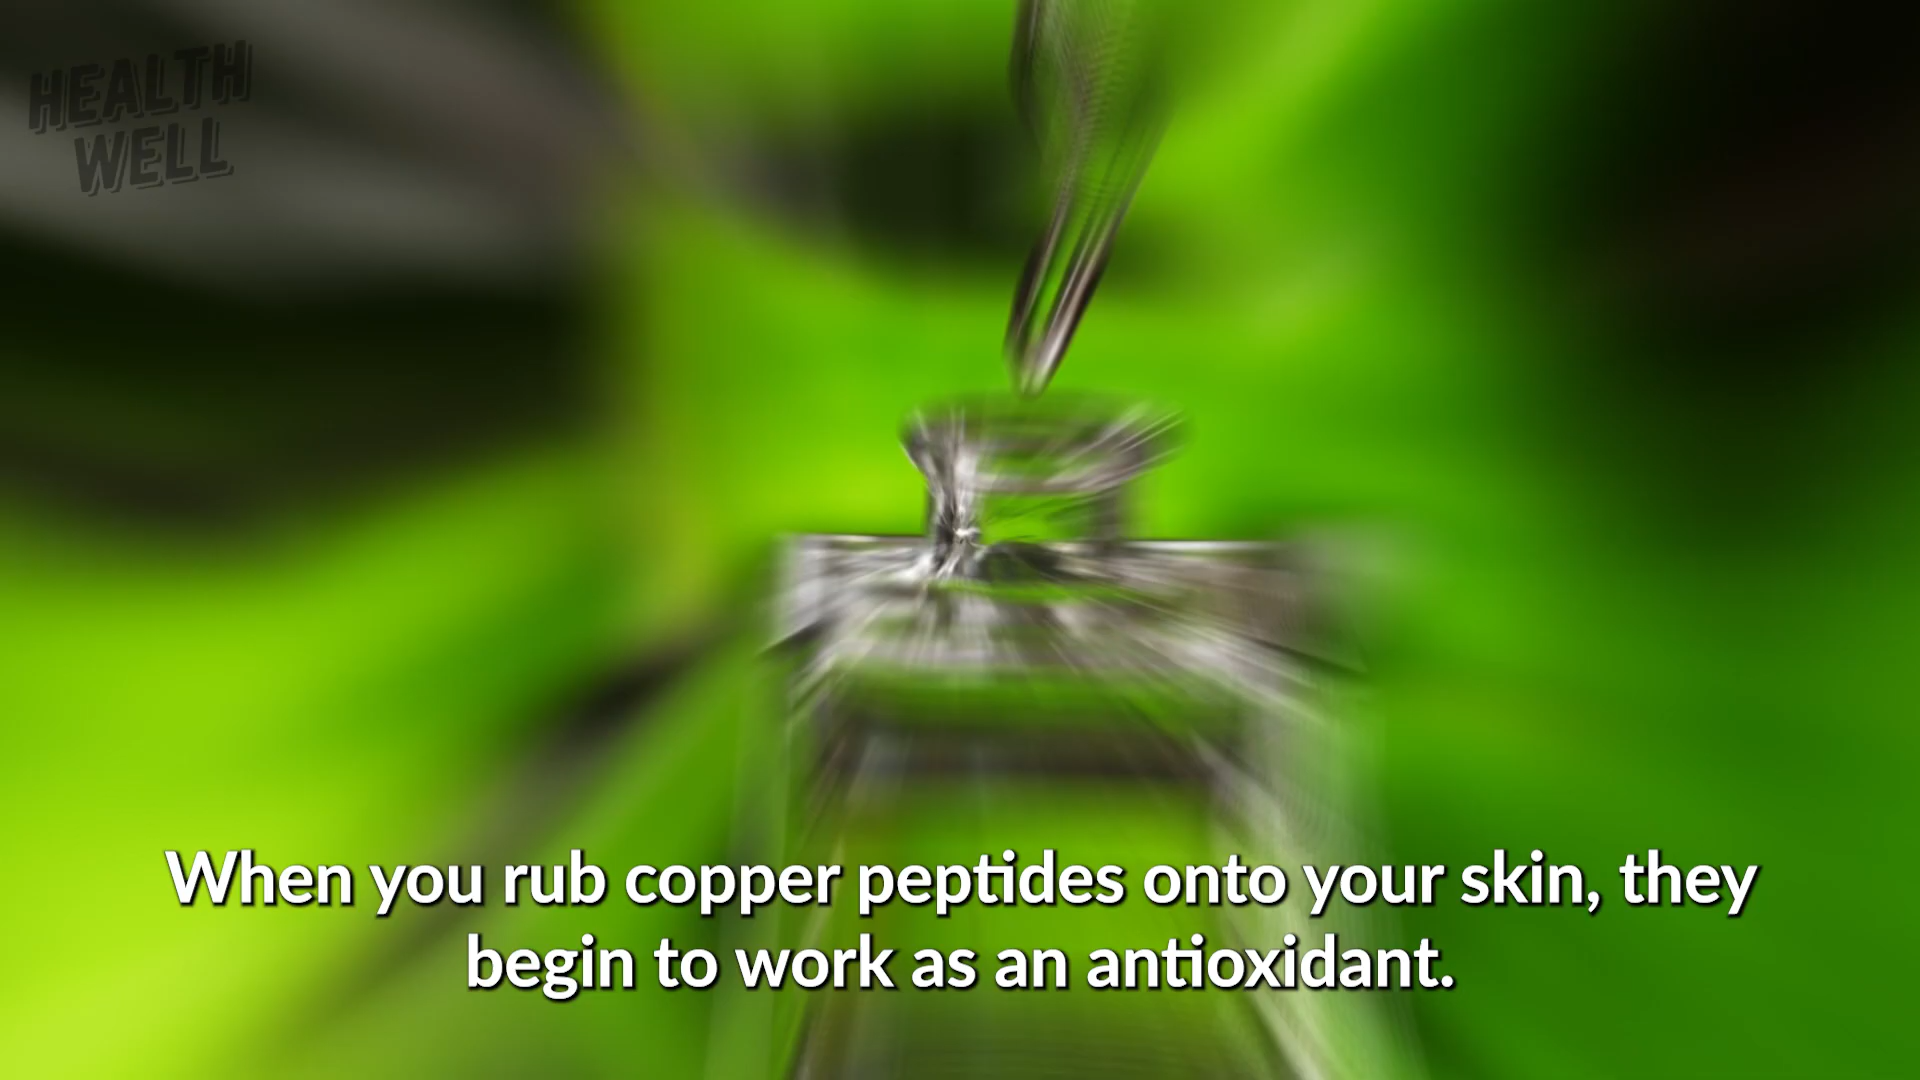 HEALTH
WELL
When you rub copper peptides onto your skin, they
begin to work as an antioxidant.